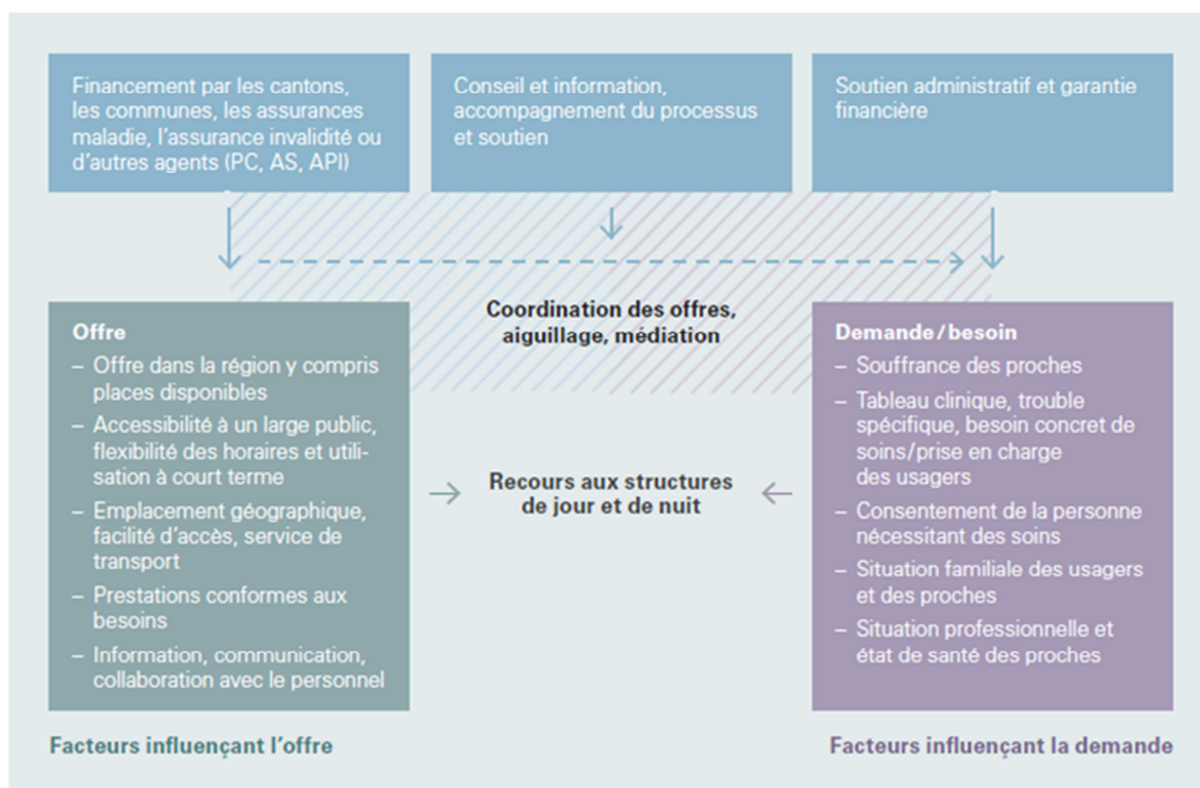 Financement par les cantons,
les communes, les assurances
maladie, l'assurance invalidité ou
d'autres agents (PC, AS, API)
Conseil et information,
accompagnement du processus
et soutien
Soutien administratif et garantie
financière
Coordination des offres,
aiguillage, médiation
Offre
– Offre dans la région y compris
places disponibles
– Accessibilité à un large public,
flexibilité des horaires et utili-
sation à court terme
– Emplacement géographique,
facilité d'accès, service de
transport
– Prestations conformes aux
besoins
– Information, communication,
collaboration avec le personnel
Recours aux structures
de jour et de nuit
Demande/besoin
– Souffrance des proches
– Tableau clinique, trouble
spécifique, besoin concret de
soins/prise en charge
des usagers
– Consentement de la personne
nécessitant des soins
– Situation familiale des usagers
et des proches
– Situation professionnelle et
état de santé des proches
Facteurs influençant l'offre
Facteurs influençant la demande